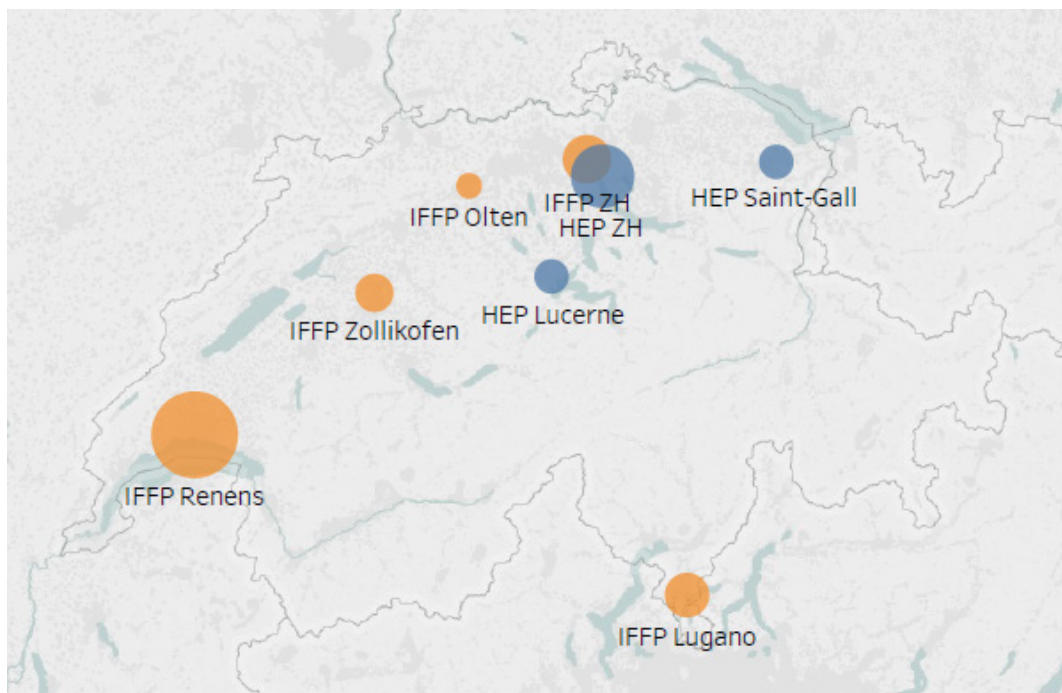 IFFP ZH
HEP Saint-Gall
IFFP Olten
HEP ZH
HEP Lucerne
IFFP Zollikofen
IFFP Renens
IFFP Lugano